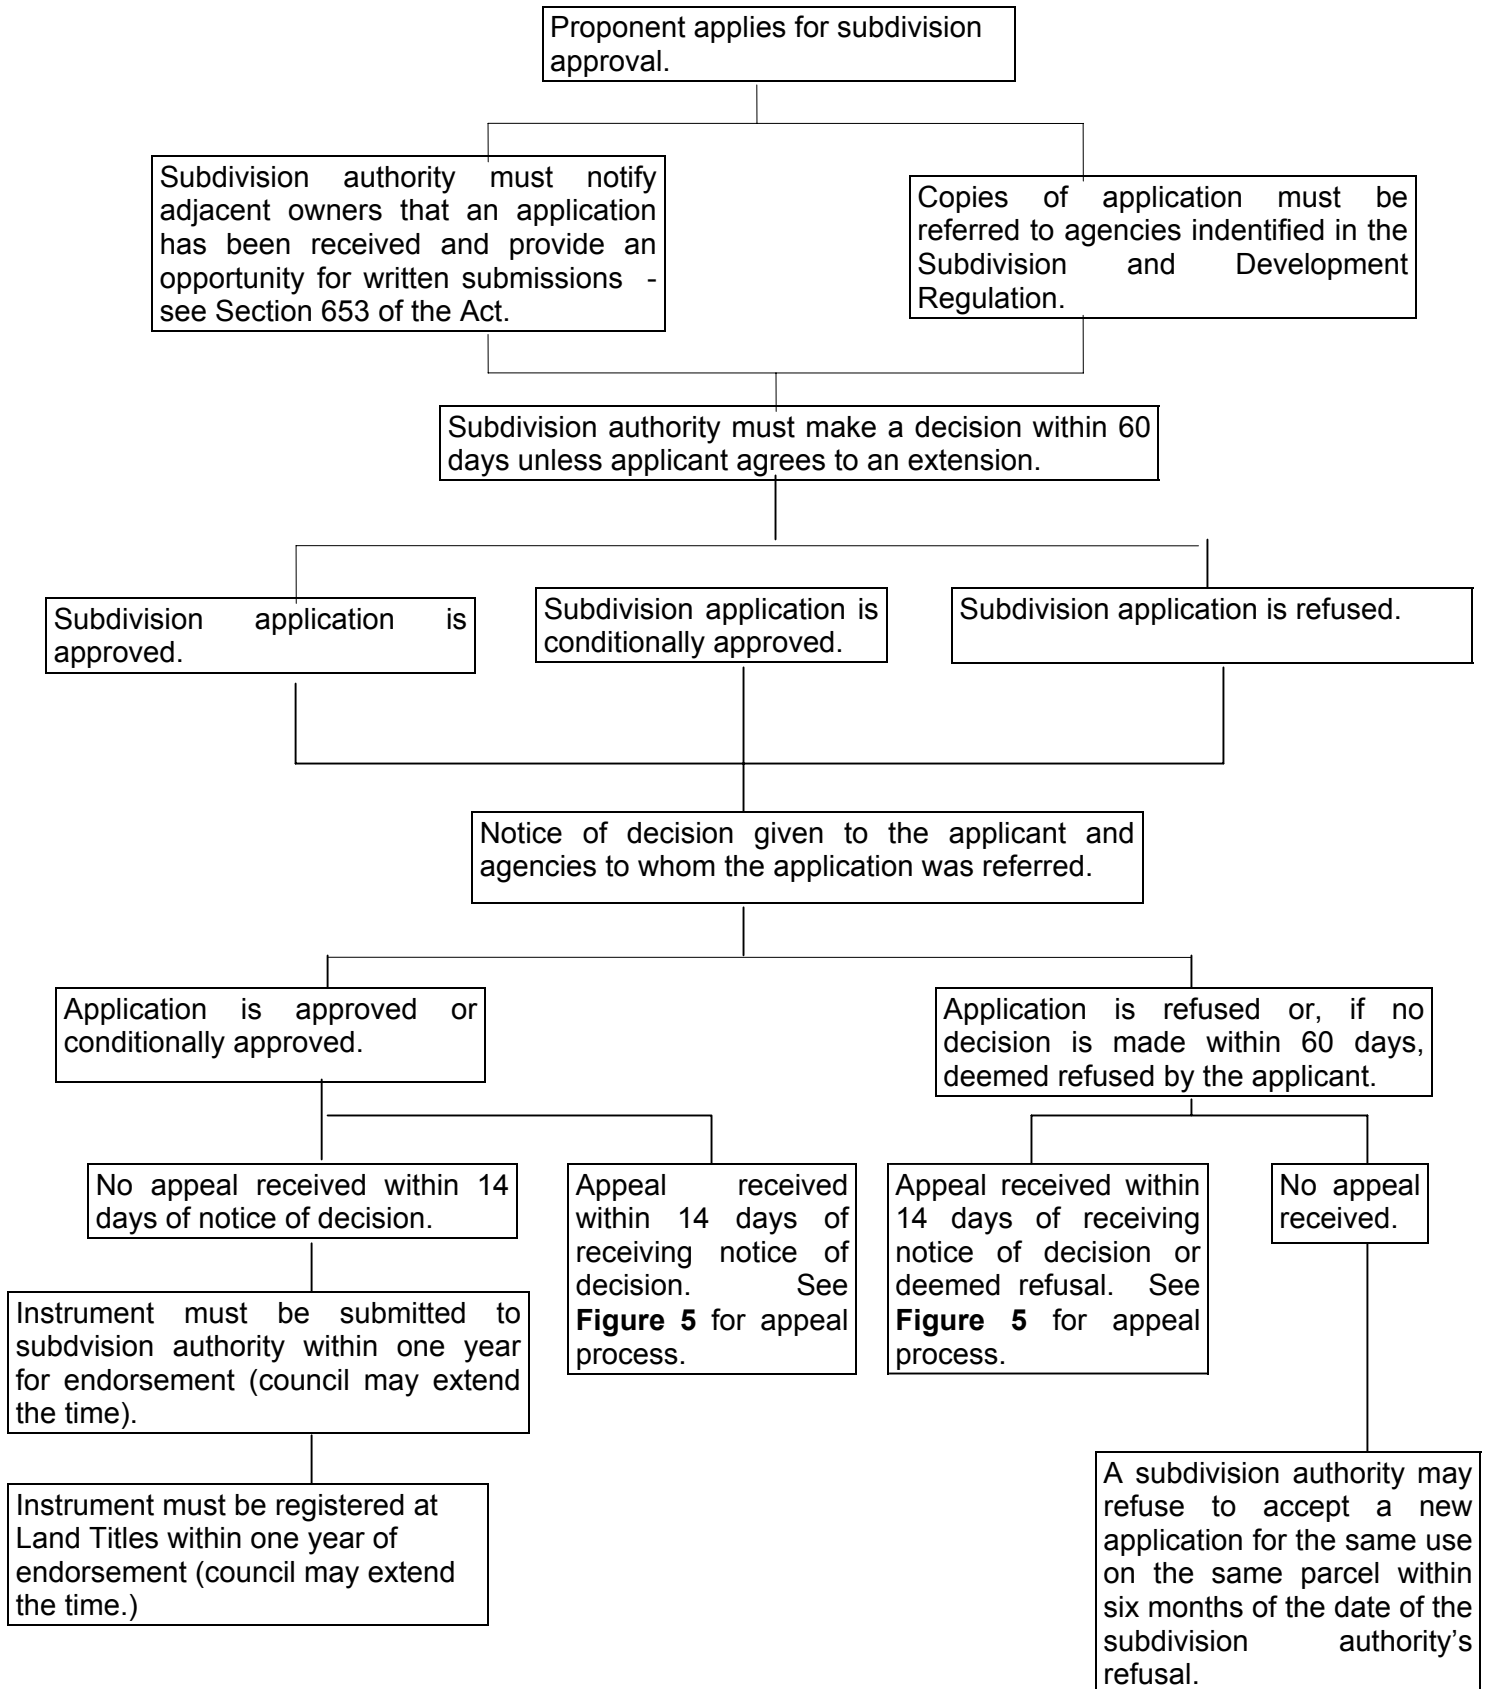 Proponent applies for subdivision
approval.
Subdivision authority must notify
adjacent owners that an application
has been received and provide an
opportunity for written submissions -
see Section 653 of the Act.
Copies of application must be
referred to agencies indentified in the
Subdivision and Development
Regulation.
Subdivision authority must make a decision within 60
days unless applicant agrees to an extension.
Subdivision application is
approved.
Subdivision application is
conditionally approved.
Subdivision application is refused.
Notice of decision given to the applicant and
agencies to whom the application was referred.
Application is approved or
conditionally approved.
Application is refused or, if no
decision is made within 60 days,
deemed refused by the applicant.
No appeal received within 14
days of notice of decision.
Appeal received
within 14 days of
receiving notice of
decision. See
Figure 5 for appeal
process.
Appeal received within
14 days of receiving
notice of decision or
deemed refusal. See
Figure 5 for appeal
process.
No appeal
received.
Instrument must be submitted to
subdvision authority within one year
for endorsement (council may extend
the time).
Instrument must be registered at
Land Titles within one year of
endorsement (council may extend
the time.)
A subdivision authority may
refuse to accept a new
application for the same use
on the same parcel within
six months of the date of the
subdivision authority’s
refusal.